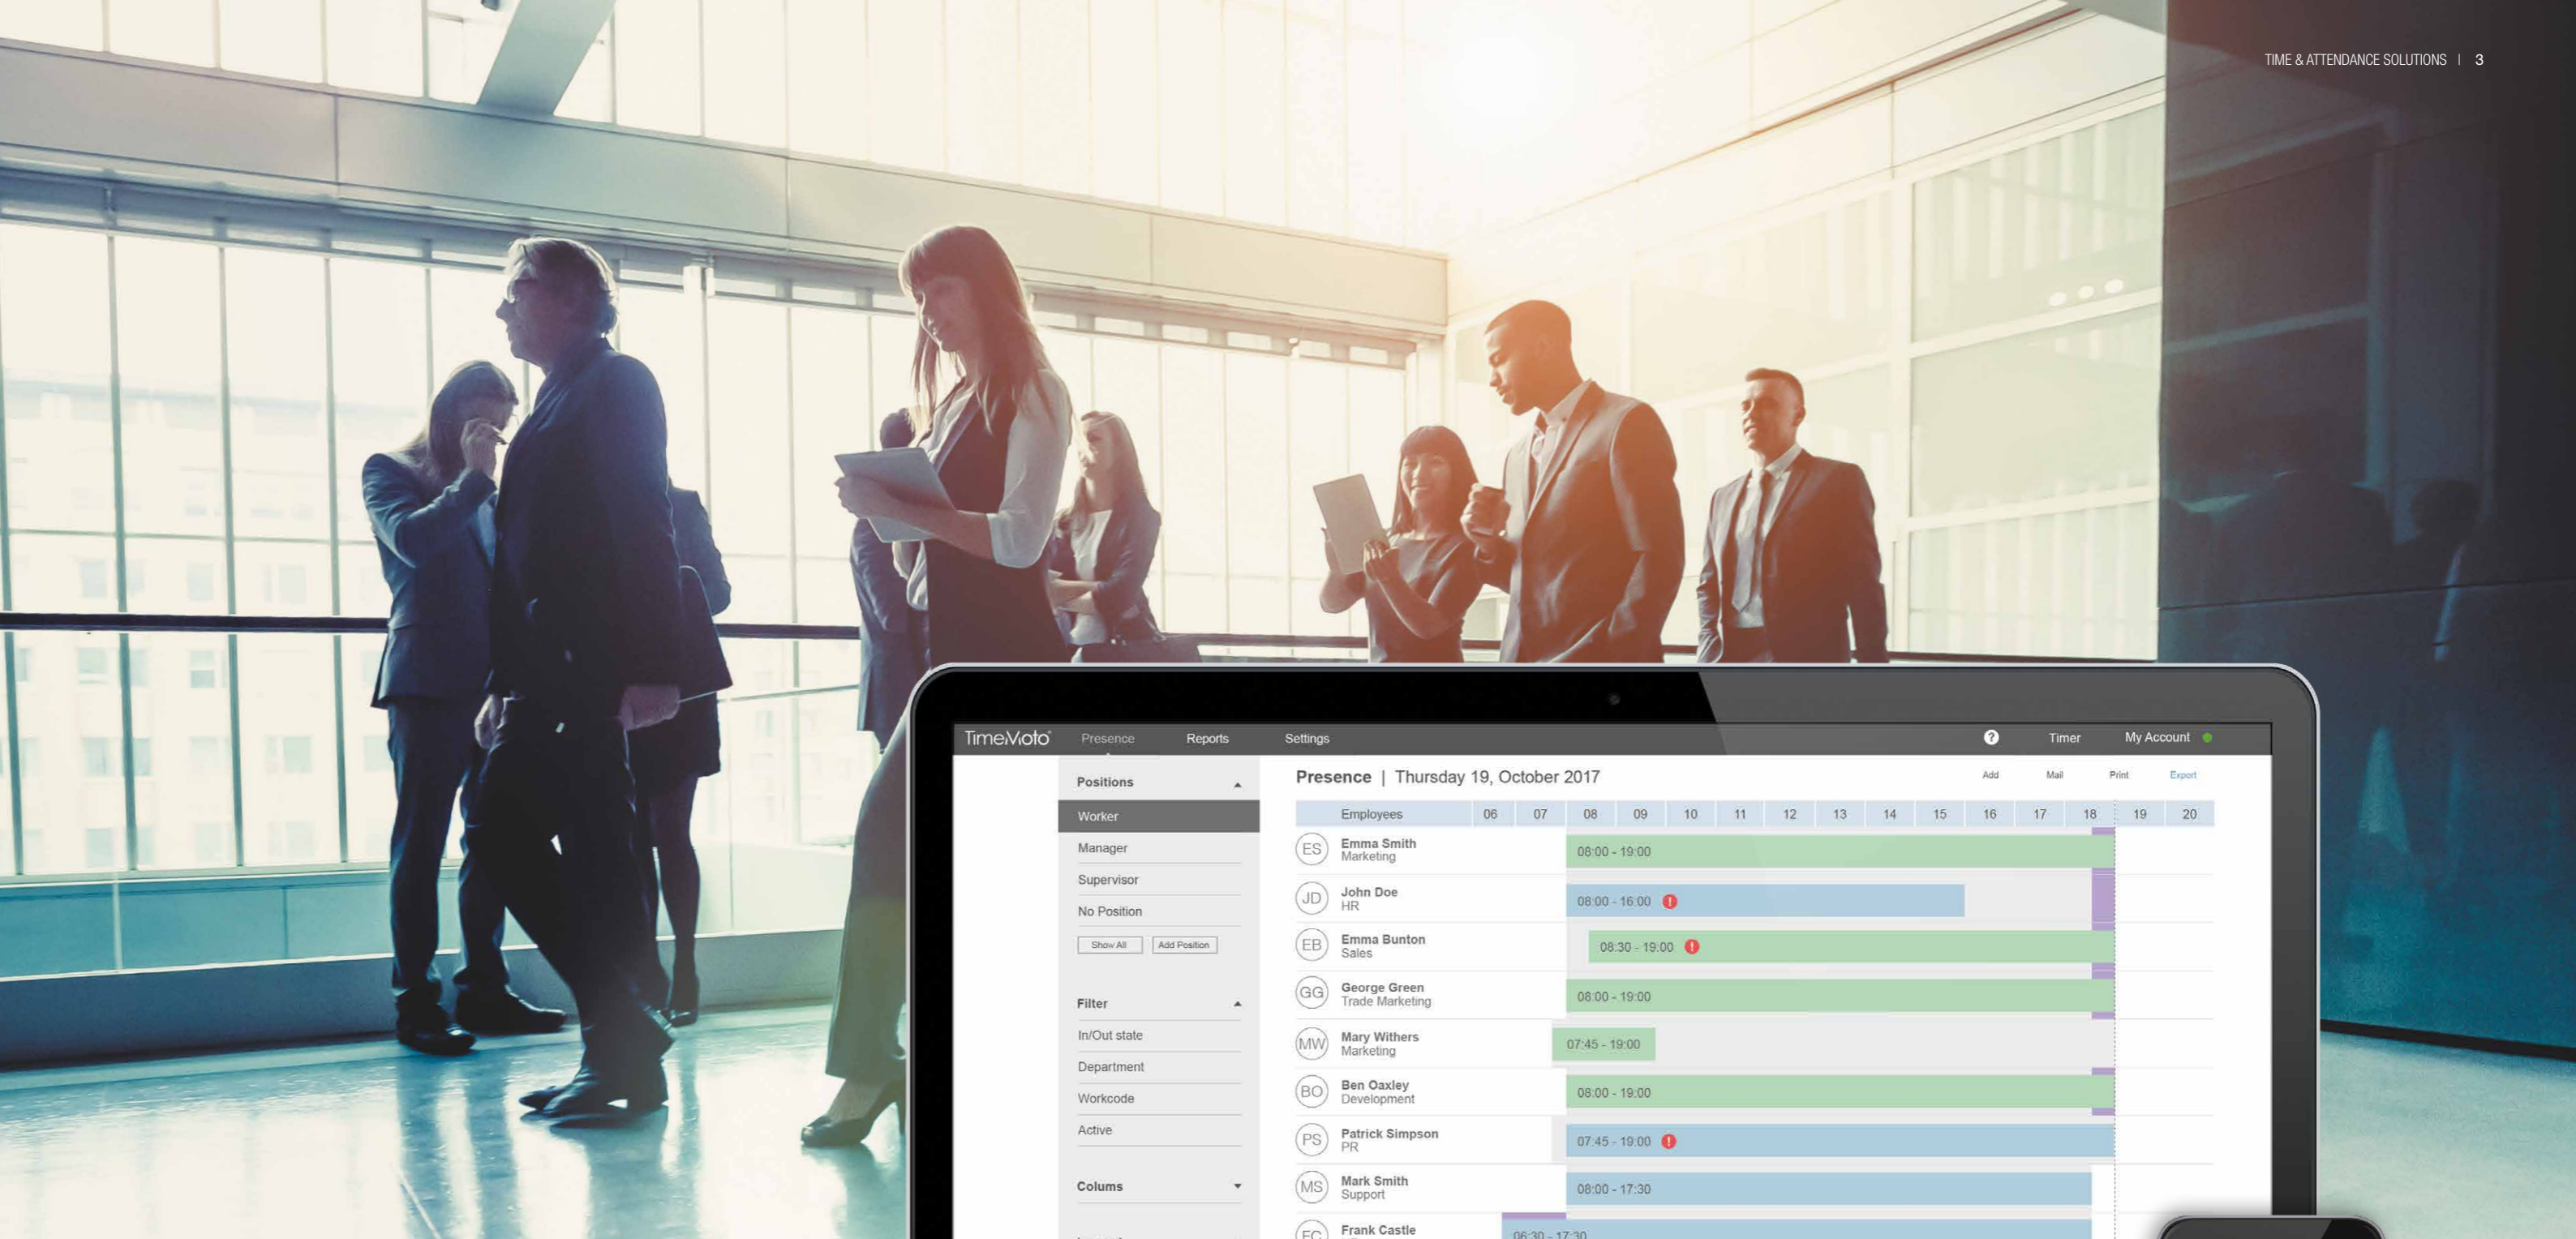 TIME & ATTENDANCE SOLUTIONS | 3
TimeMoto® Presence Reports Settings ? Timer My Account
Positions
Worker
Manager
Supervisor
No Position
Show All Add Position
Filter
In/Out state
Department
Workcode
Active
Colums
Presence | Thursday 19, October 2017 Add Mail Print Export
Employees 06 07 08 09 10 11 12 13 14 15 16 17 18 19 20
ES Emma Smith 08:00 - 19:00
Marketing
JD John Doe 08:00 - 16:00 !
HR
EB Emma Bunton 08:30 - 19:00 !
Sales
GG George Green 08:00 - 19:00
Trade Marketing
MW Mary Withers 07:45 - 19:00
Marketing
BO Ben Oaxley 08:00 - 19:00
Development
PS Patrick Simpson 07:45 - 19:00 !
PR
MS Mark Smith 08:00 - 17:30
Support
FC Frank Castle 06:30 - 17:30